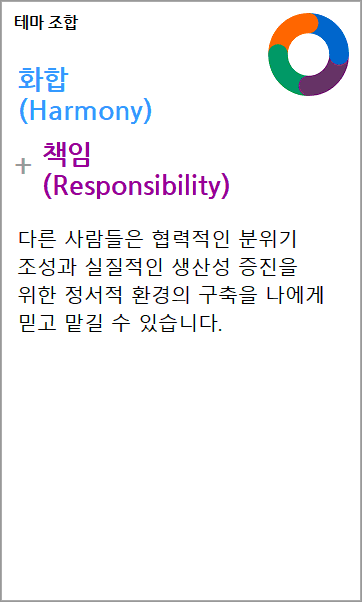 테마 조합
화합
(Harmony)
+ 책임
(Responsibility)
다른 사람들은 협력적인 분위기
조성과 실질적인 생산성 증진을
위한 정서적 환경의 구축을 나에게
믿고 맡길 수 있습니다.